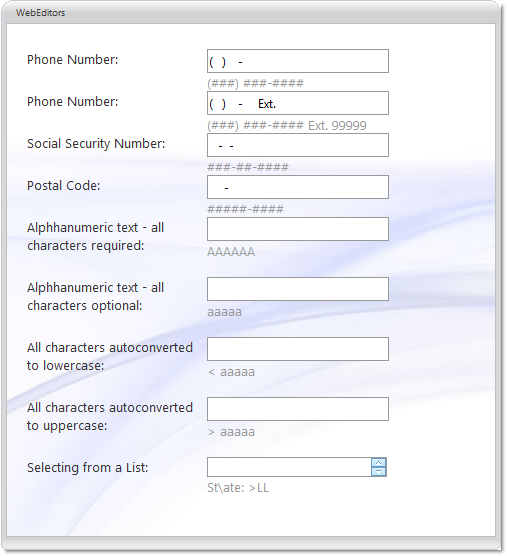 WebEditors
Phone Number:
( ) -
(###) ###-####
Phone Number:
( ) - Ext.
(###) ###-#### Ext. 99999
Social Security Number:
- -
###-##-####
Postal Code:
-
#####-####
Alphhanumeric text - all
characters required:
AAAAAA
Alphhanumeric text - all
characters optional:
aaaaa
All characters autoconverted
to lowercase:
< aaaaa
All characters autoconverted
to uppercase:
> aaaaa
Selecting from a List:
St\ate: >LL